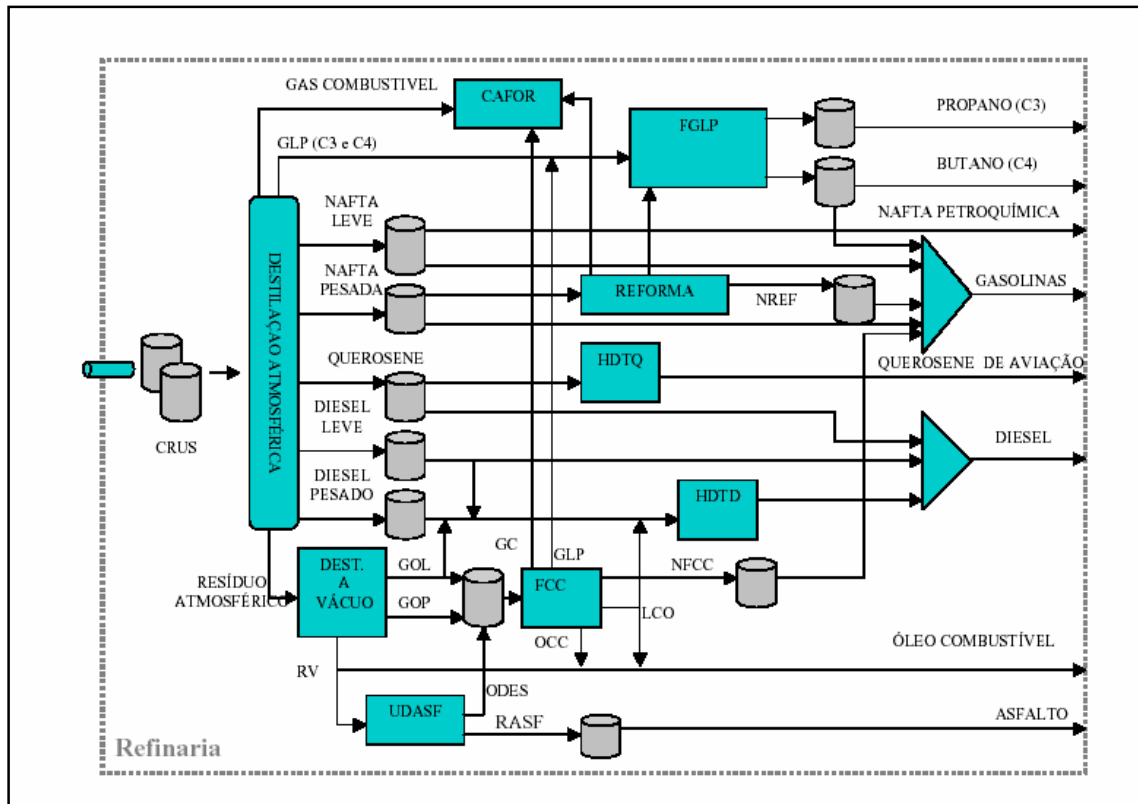 GAS COMBUSTIVEL
CAFOR
FGLP
PROPANO (C3)
GLP (C3 e C4)
BUTANO (C4)
NAFTA
LEVE
NAFTA PETROQUÍMICA
DESTILAÇAO ATMOSFÉRICA
NAFTA
PESADA
REFORMA
NREF
GASOLINAS
QUEROSENE
HDTQ
QUEROSENE DE AVIAÇÃO
CRUS
DIESEL
LEVE
DIESEL
DIESEL
PESADO
HDTD
GC
GLP
RESÍDUO
ATMOSFÉRICO
DEST.
A
VÁCUO
GOL
GOP
FCC
NFCC
LCO
OCC
ÓLEO COMBUSTÍVEL
RV
ODES
UDASF
RASF
ASFALTO
Refinaria